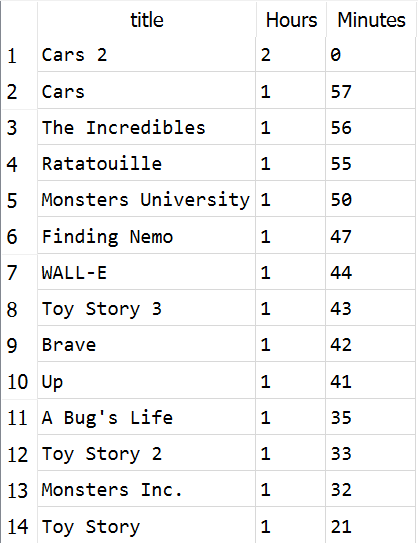 title Hours Minutes
1 Cars 2 2 0
2 Cars 1 57
3 The Incredibles 1 56
4 Ratatouille 1 55
5 Monsters University 1 50
6 Finding Nemo 1 47
7 WALL-E 1 44
8 Toy Story 3 1 43
9 Brave 1 42
10 Up 1 41
11 A Bug's Life 1 35
12 Toy Story 2 1 33
13 Monsters Inc. 1 32
14 Toy Story 1 21